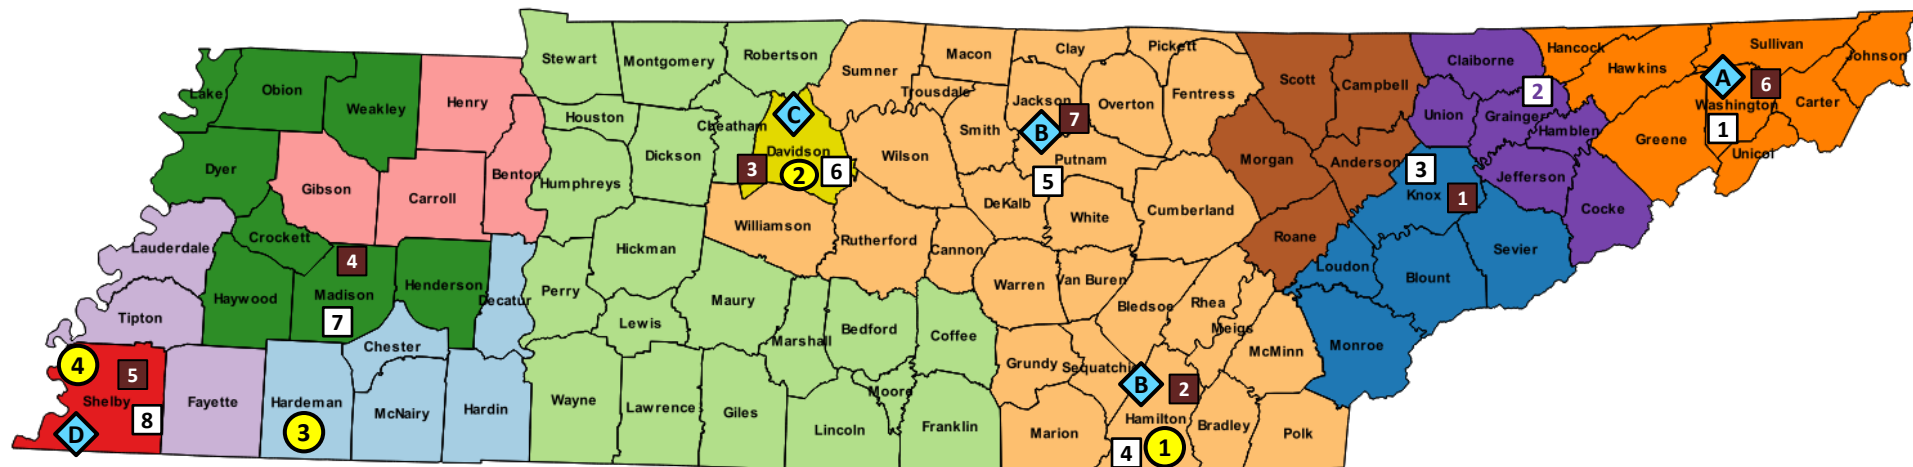 Lake
Obion
Weakley
Henry
Stewart
Montgomery
Robertson
Sumner
Macon
Clay
Pickett
Trousdale
Jackson
Overton
Fentress
Scott
Campbell
Claiborne
Hancock
Hawkins
Sullivan
Johnson
A
6
Washington
Carter
1
Unicoi
Greene
2
Union
Grainger
Hamblen
Jefferson
Cocke
Anderson
Morgan
Roane
3
Knox
1
Sevier
Blount
Loudon
Monroe
7
B
Putnam
5
Smith
Wilson
DeKalb
White
Cumberland
C
Cheatham
Davidson
3
2
6
Houston
Dickson
Humphreys
Benton
Carroll
Gibson
Dyer
Crockett
Lauderdale
4
Madison
7
Haywood
Henderson
Decatur
Tipton
Perry
Hickman
Williamson
Rutherford
Cannon
Warren
Van Buren
Bledsoe
Rhea
Meigs
McMinn
Lewis
Maury
Marshall
Bedford
Coffee
Grundy
Sequatchie
B
2
Hamilton
4
1
Bradley
Polk
Marion
Franklin
Moore
Lincoln
Giles
Lawrence
Wayne
Hardin
McNairy
Chester
Hardeman
3
Fayette
4
5
Shelby
8
D